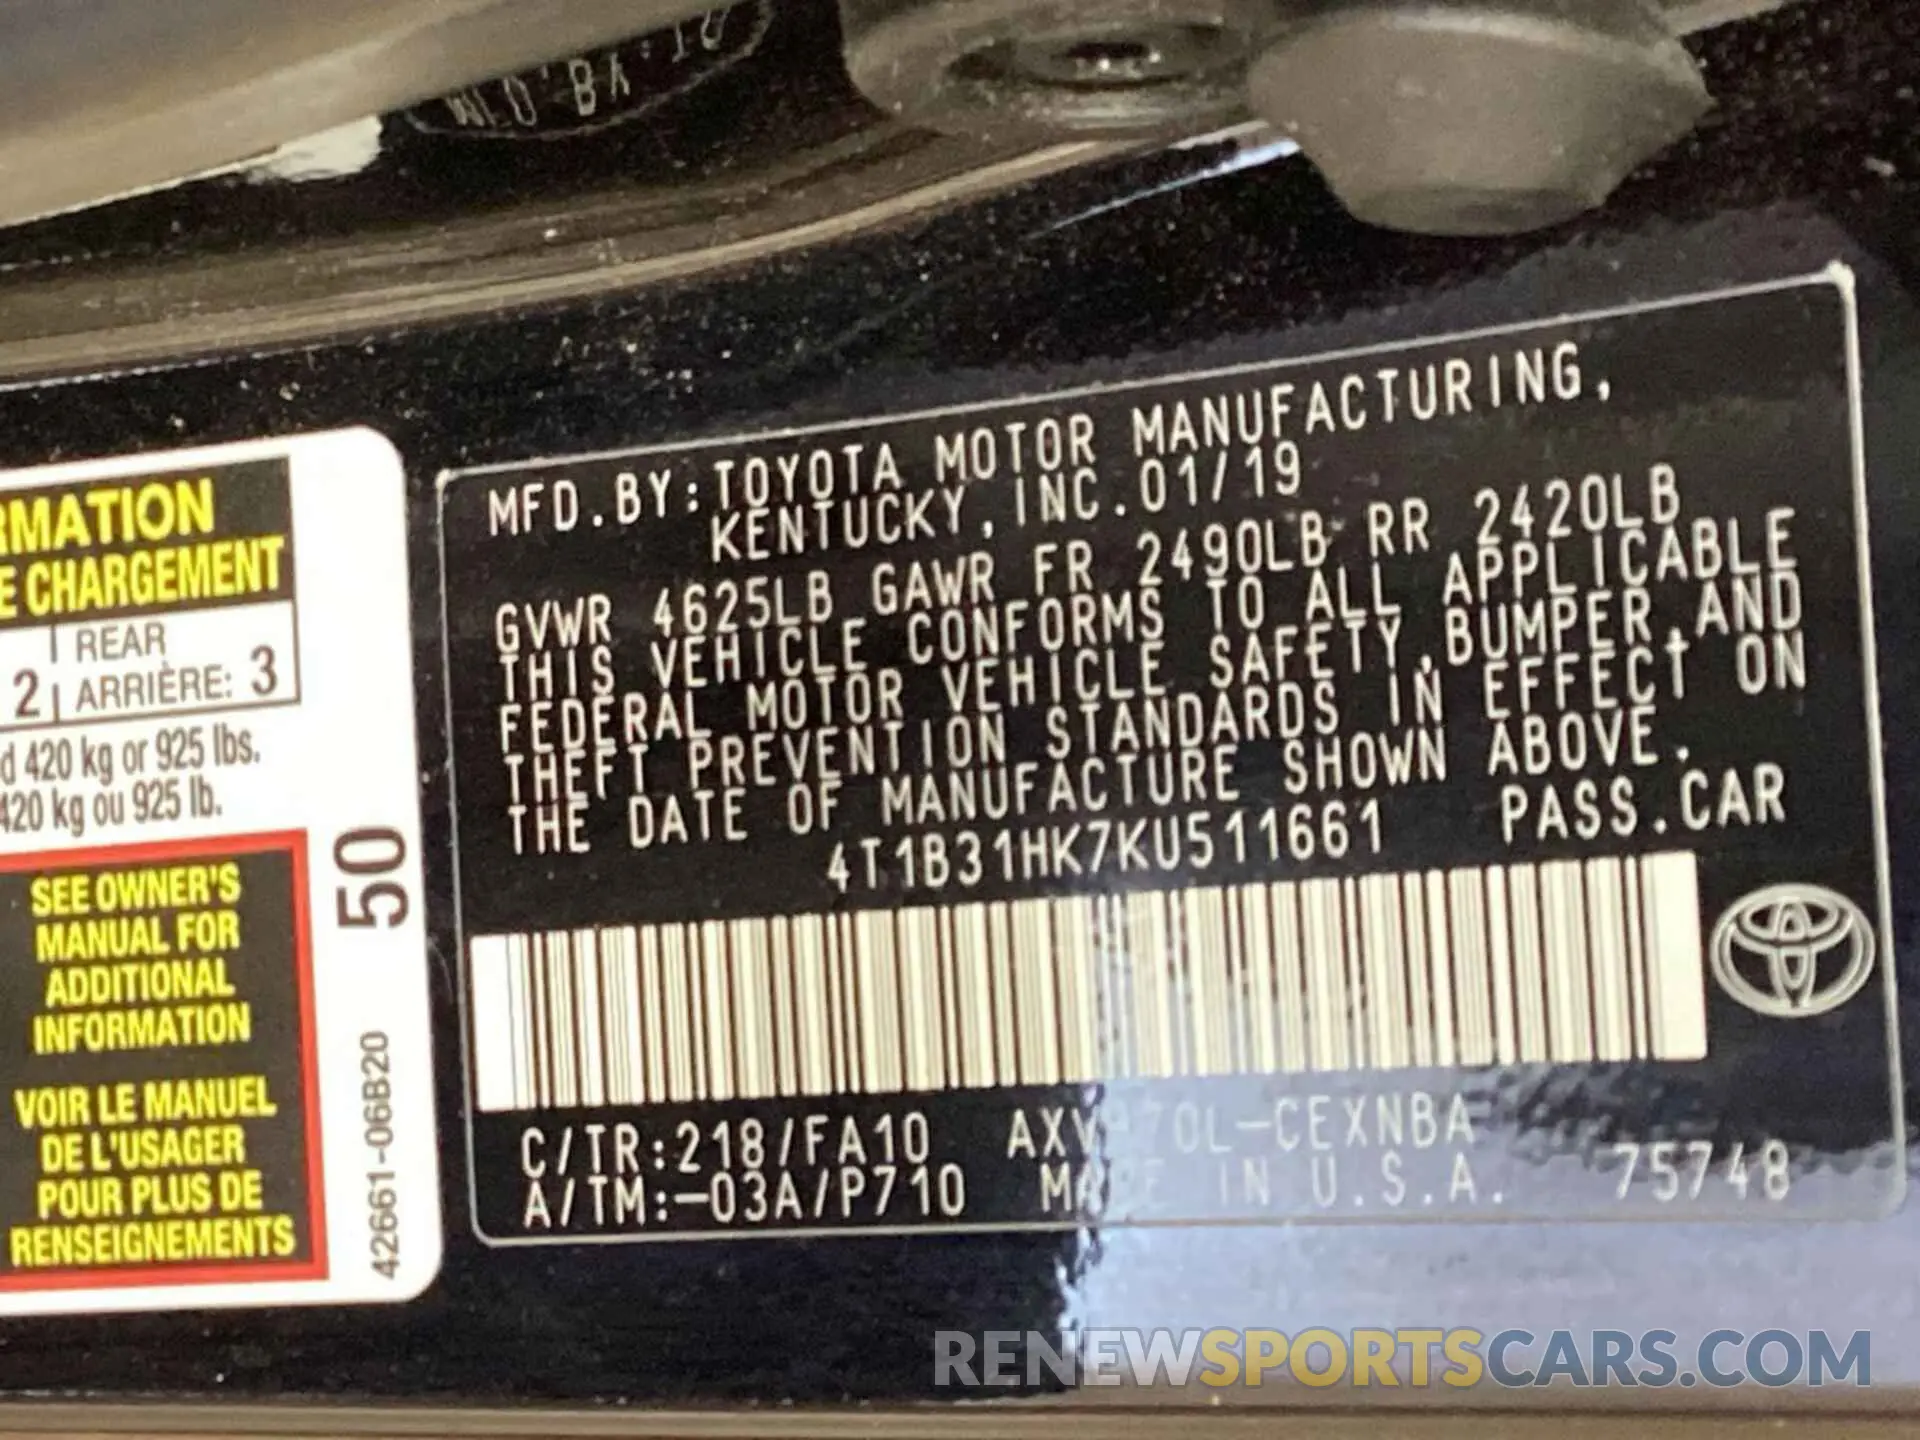 RMATION
E CHARGEMENT
2 REAR
ARRIÈRE: 3
d 420 kg or 925 lbs.
420 kg ou 925 lb.
SEE OWNER'S
MANUAL FOR
ADDITIONAL
INFORMATION
VOIR LE MANUEL
DE L'USAGER
POUR PLUS DE
RENSEIGNEMENTS
50
42661-06B20
MFD.BY:TOYOTA MOTOR MANUFACTURING,
KENTUCKY,INC.01/19
GVWR 4625LB GAWR FR 2490LB RR 2420LB
THIS VEHICLE CONFORMS TO ALL APPLICABLE
FEDERAL MOTOR VEHICLE SAFETY,BUMPER,AND
THEFT PREVENTION STANDARDS IN EFFECT ON
THE DATE OF MANUFACTURE SHOWN ABOVE.
4T1B31HK7KU511661 PASS.CAR
C/TR:218/FA10
A/TM:-03A/P710 MADE IN U.S.A. 75748
RENEWSPORTSCARS.COM